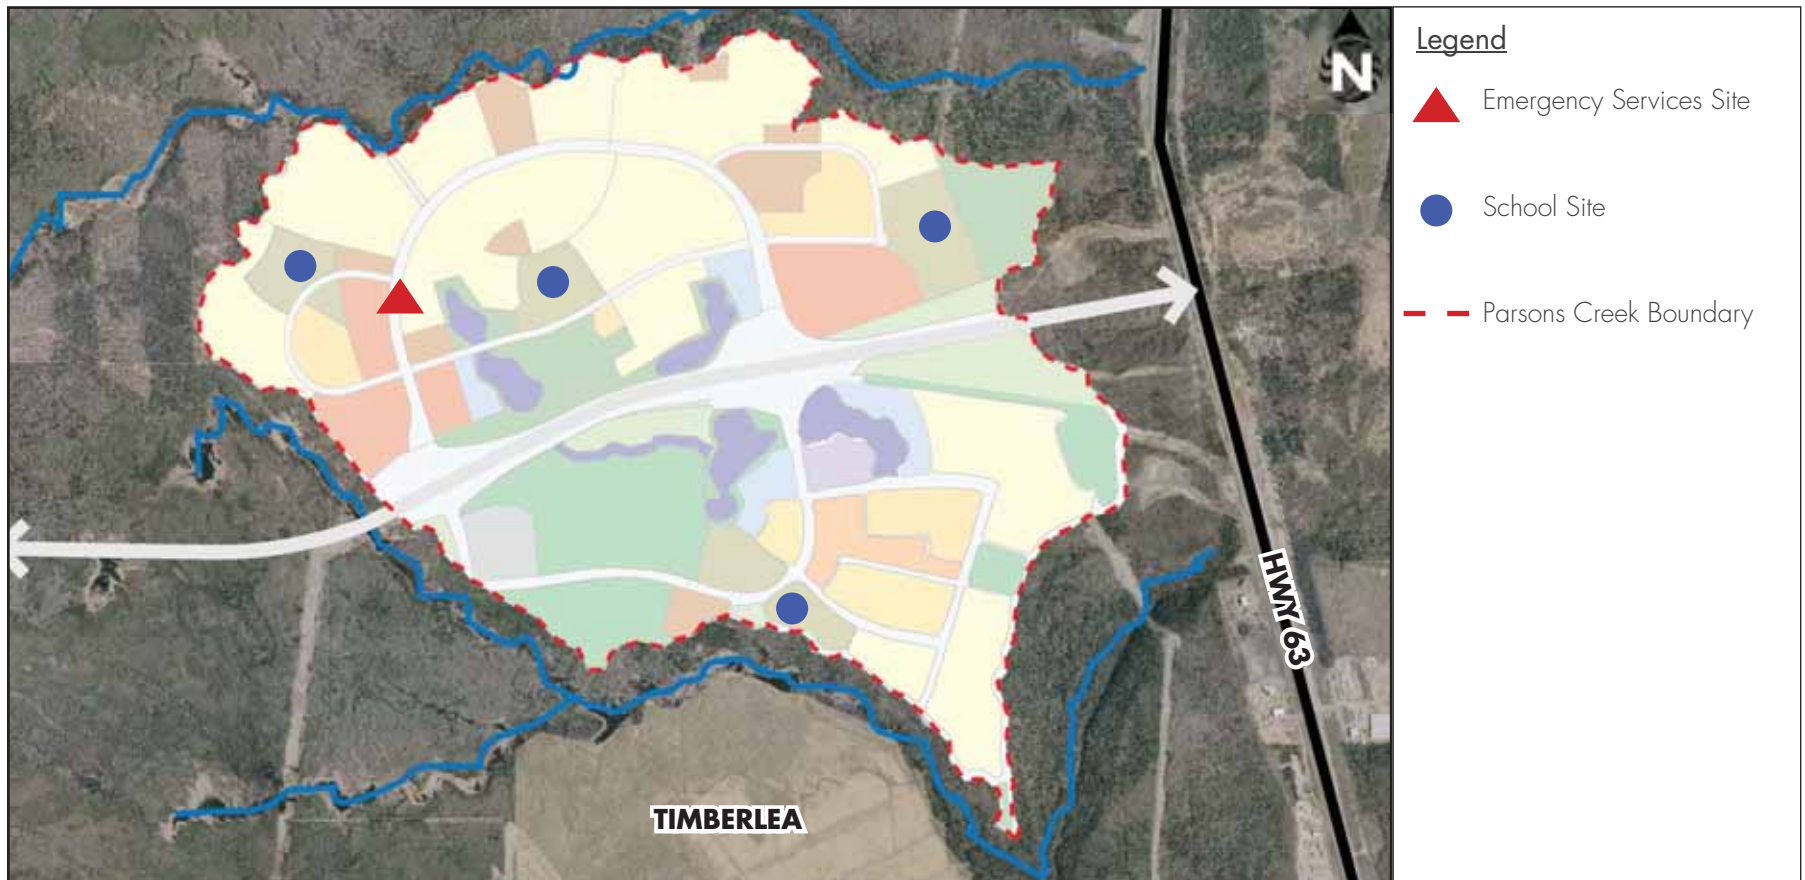 Legend
N
Emergency Services Site
School Site
Parsons Creek Boundary
HWY 63
TIMBERLEA